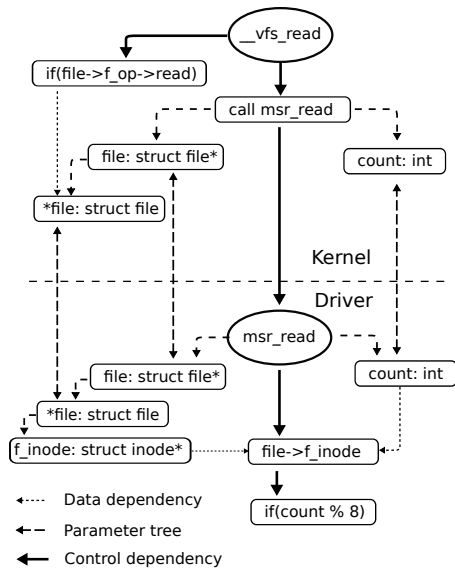 __vfs_read
if(file->f_op->read)
call msr_read
file: struct file*
count: int
*file: struct file
Kernel
Driver
msr_read
file: struct file*
count: int
*file: struct file
f_inode: struct inode*
file->f_inode
if(count % 8)
Data dependency
Parameter tree
Control dependency